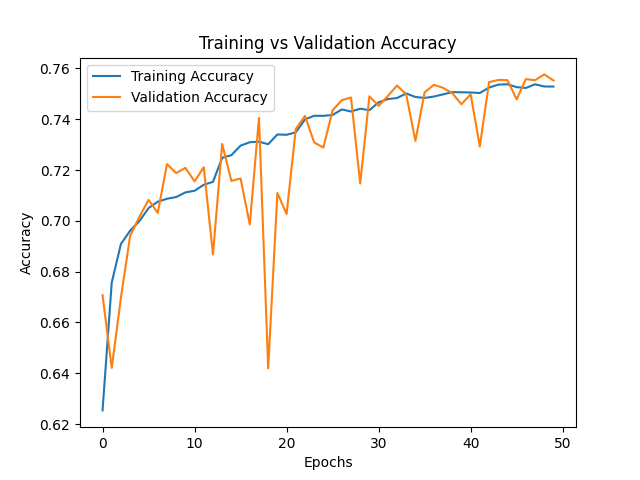 Training vs Validation Accuracy
Training Accuracy
Validation Accuracy
0.76
0.74
0.72
0.70
0.68
0.66
0.64
0.62
Accuracy
0 10 20 30 40 50
Epochs